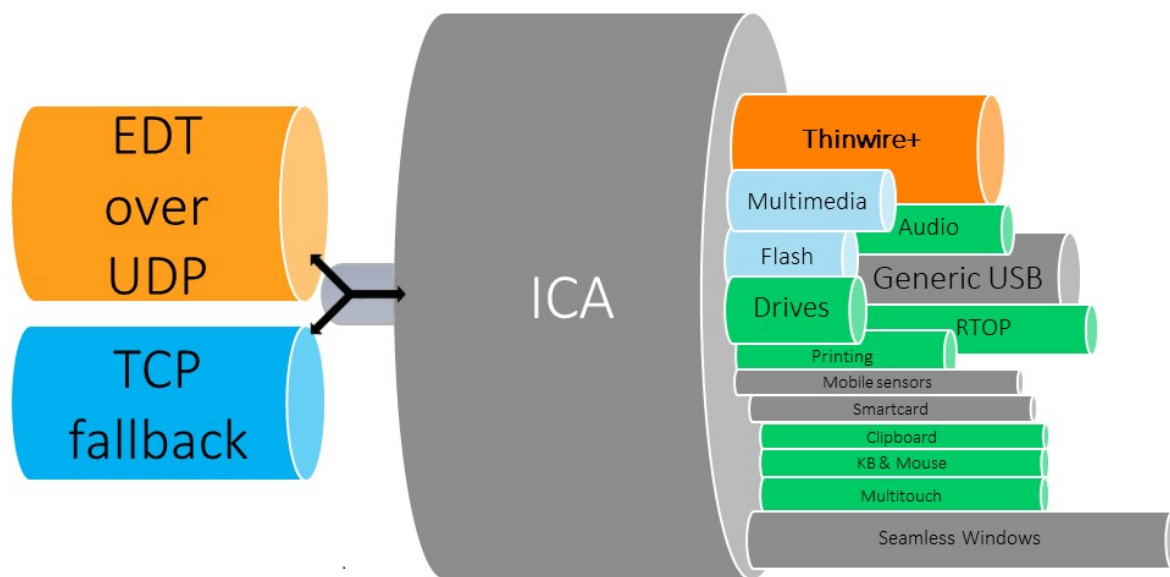 EDT
over
UDP
TCP
fallback
ICA
Thinwire+
Multimedia
Audio
Flash
Generic USB
Drives
RTOP
Printing
Mobile sensors
Smartcard
Clipboard
KB & Mouse
Multitouch
Seamless Windows